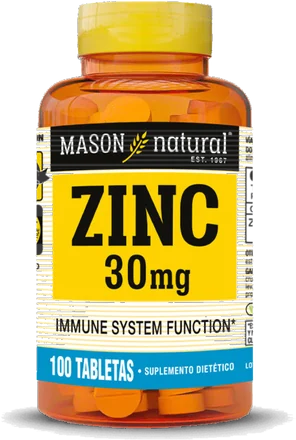 MASON natural
EST. 1967
ZINC
30mg
IMMUNE SYSTEM FUNCTION*
100 TABLETAS • SUPLEMENTO DIETÉTICO